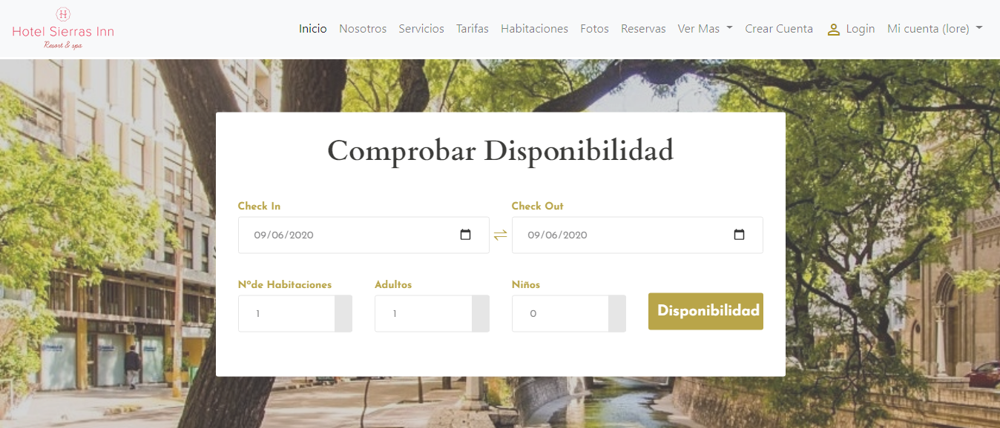 H
Hotel Sierras Inn
Resort & spa
Inicio Nosotros Servicios Tarifas Habitaciones Fotos Reservas Ver Mas Crear Cuenta Login Mi cuenta (lore)
Comprobar Disponibilidad
Check In Check Out
09/06/2020 09/06/2020
Nºde Habitaciones Adultos Niños
1 1 0 Disponibilidad